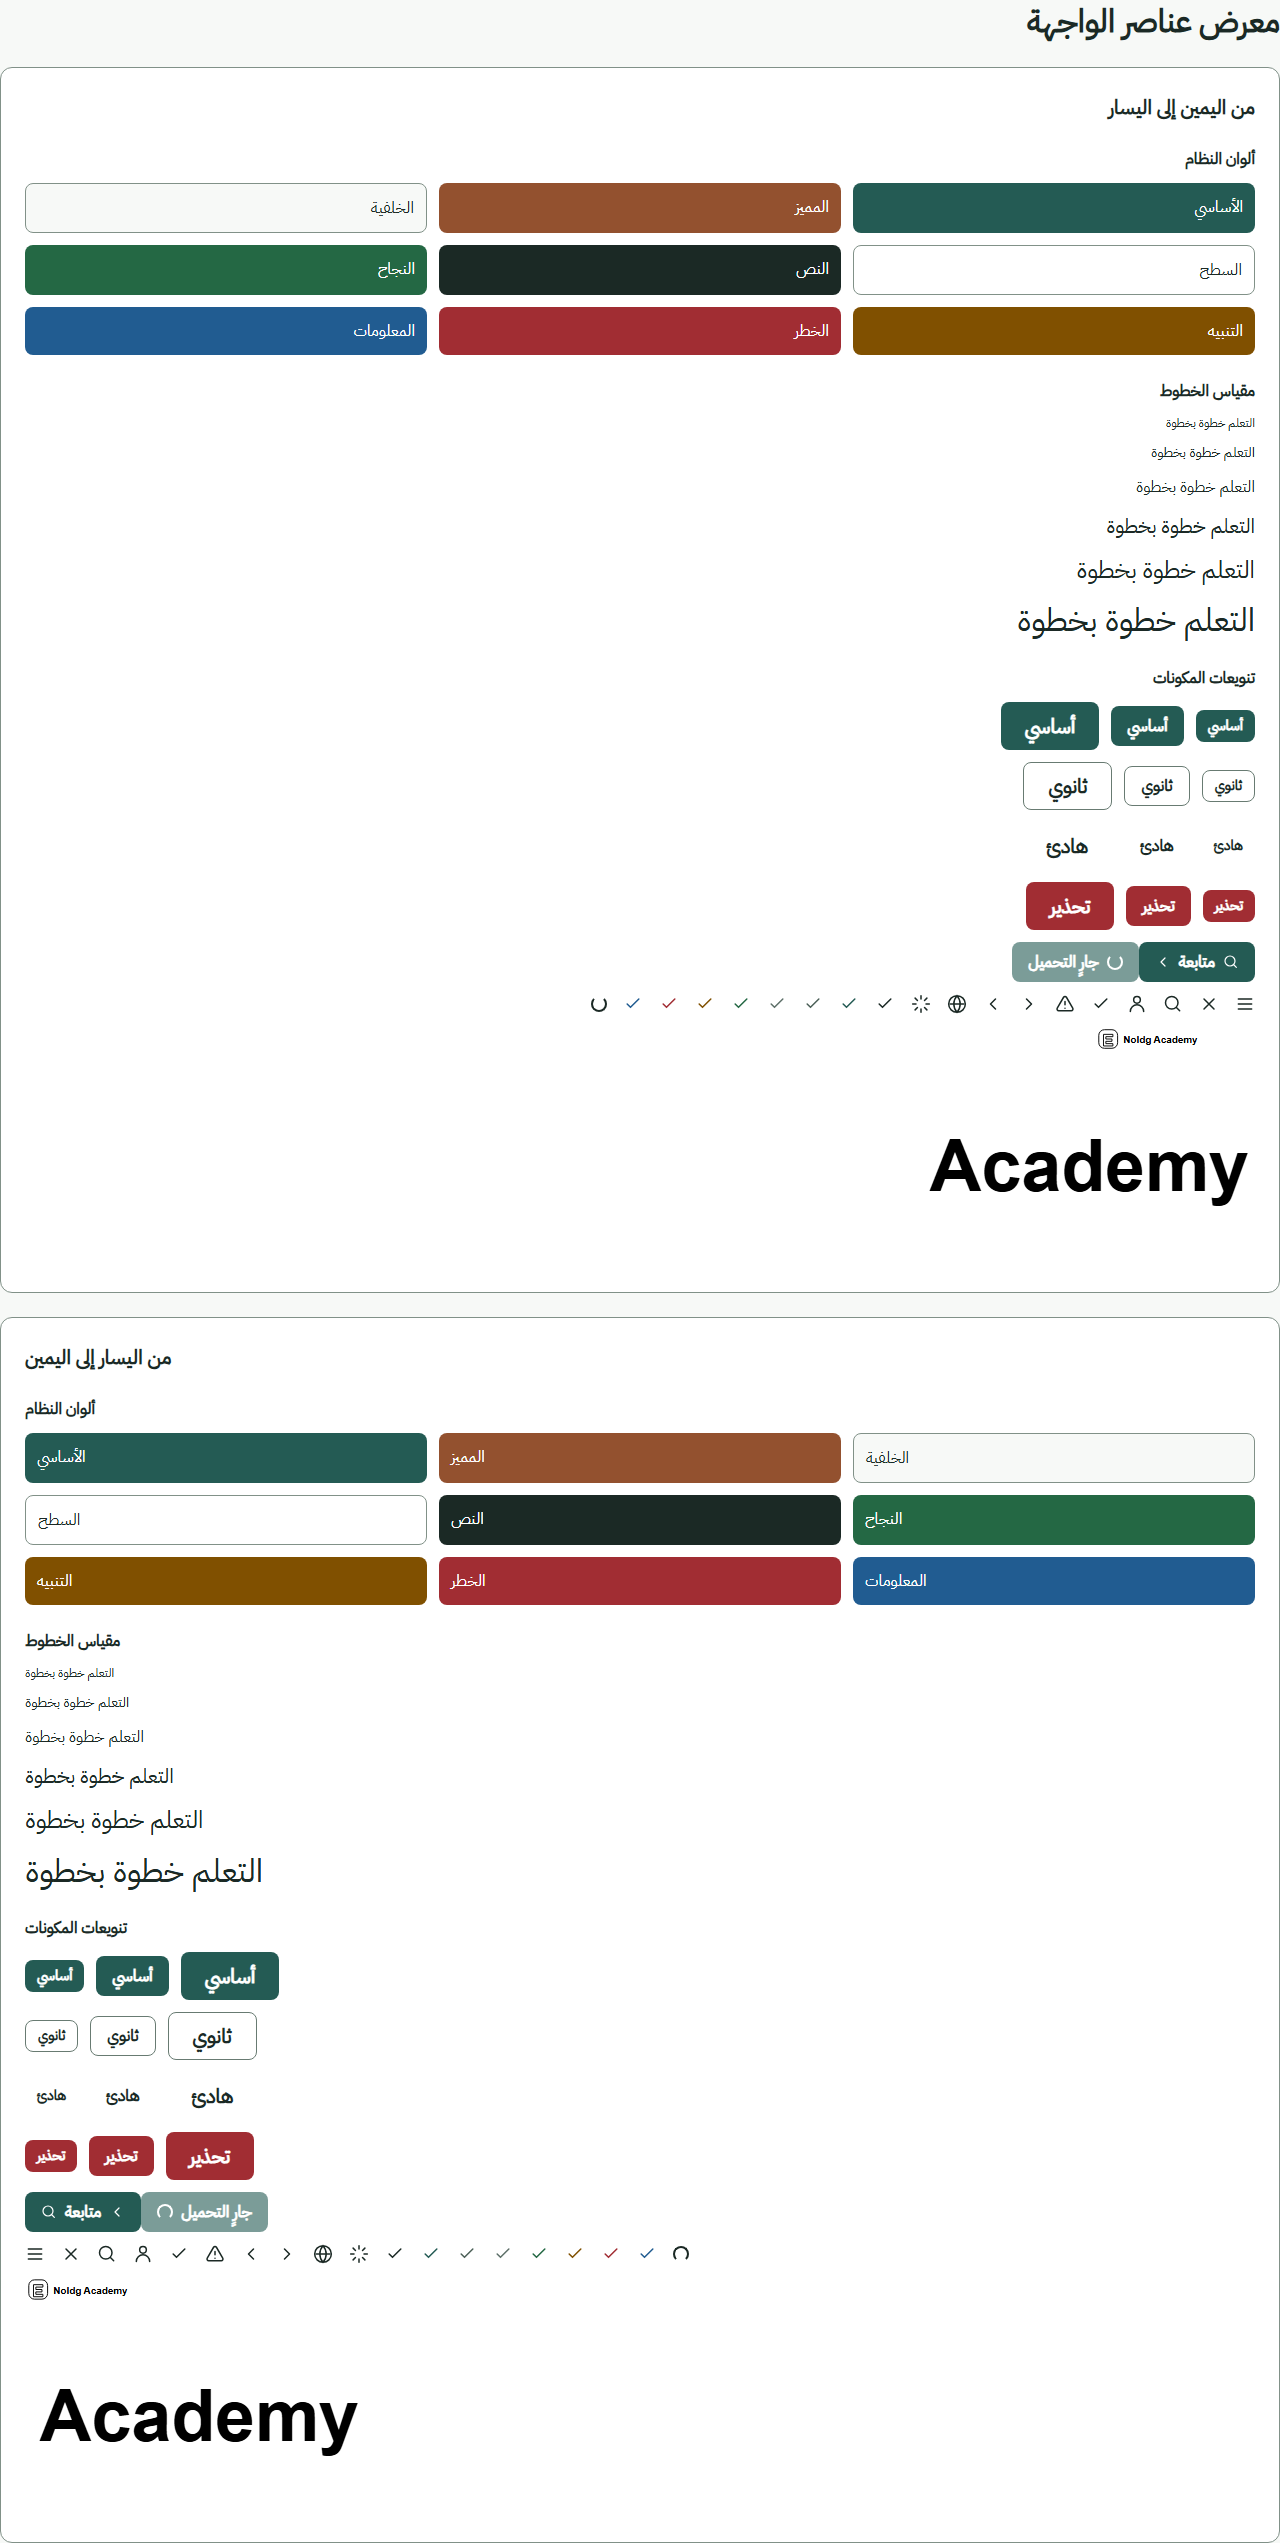 معرض عناصر الواجهة
من اليمين إلى اليسار
ألوان النظام
الأساسي المميز الخلفية
السطح النص النجاح
التنبيه الخطر المعلومات
مقياس الخطوط
التعلم خطوة بخطوة
التعلم خطوة بخطوة
التعلم خطوة بخطوة
التعلم خطوة بخطوة
التعلم خطوة بخطوة
التعلم خطوة بخطوة
تنويعات المكونات
أساسي أساسي أساسي
ثانوي ثانوي ثانوي
هادئ هادئ هادئ
تحذير تحذير تحذير
متابعة جارٍ التحميل
Noldg Academy
Academy
من اليسار إلى اليمين
ألوان النظام
الأساسي المميز الخلفية
السطح النص النجاح
التنبيه الخطر المعلومات
مقياس الخطوط
التعلم خطوة بخطوة
التعلم خطوة بخطوة
التعلم خطوة بخطوة
التعلم خطوة بخطوة
التعلم خطوة بخطوة
التعلم خطوة بخطوة
تنويعات المكونات
أساسي أساسي أساسي
ثانوي ثانوي ثانوي
هادئ هادئ هادئ
تحذير تحذير تحذير
متابعة جارٍ التحميل
Noldg Academy
Academy